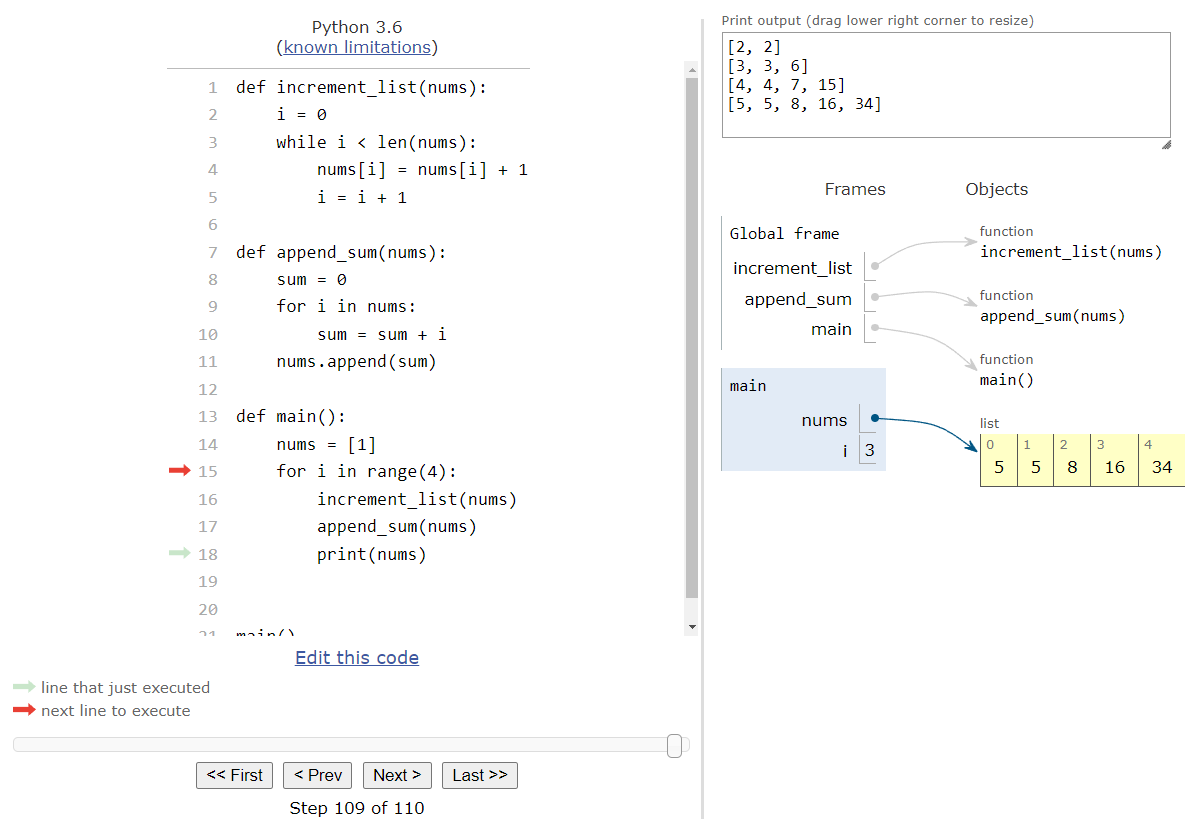 Python 3.6
(known limitations)
1 def increment_list(nums):
2     i = 0
3     while i < len(nums):
4         nums[i] = nums[i] + 1
5         i = i + 1
6
7 def append_sum(nums):
8     sum = 0
9     for i in nums:
10         sum = sum + i
11     nums.append(sum)
12
13 def main():
14     nums = [1]
15     for i in range(4):
16         increment_list(nums)
17         append_sum(nums)
18         print(nums)
19
20
21 main()
Edit this code
line that just executed
next line to execute
<< First < Prev Next > Last >>
Step 109 of 110
Print output (drag lower right corner to resize)
[2, 2]
[3, 3, 6]
[4, 4, 7, 15]
[5, 5, 8, 16, 34]
Frames Objects
Global frame
increment_list
append_sum
main
function
increment_list(nums)
function
append_sum(nums)
function
main()
main
nums
i 3
list
0 1 2 3 4
5 5 8 16 34